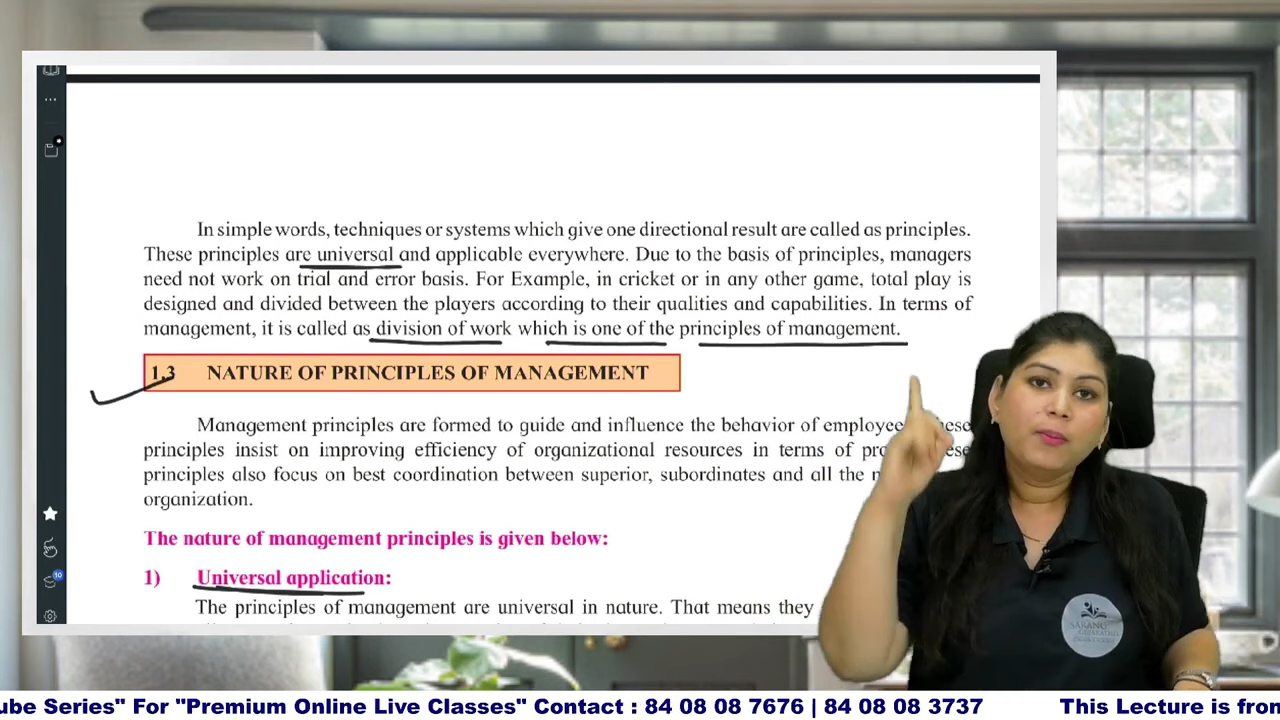 In simple words, techniques or systems which give one directional result are called as principles.
These principles are universal and applicable everywhere. Due to the basis of principles, managers
need not work on trial and error basis. For Example, in cricket or in any other game, total play is
designed and divided between the players according to their qualities and capabilities. In terms of
management, it is called as division of work which is one of the principles of management.
1.3 NATURE OF PRINCIPLES OF MANAGEMENT
Management principles are formed to guide and influence the behavior of
principles insist on improving efficiency of organizational resources in terms of
principles also focus on best coordination between superior, subordinates and all the
organization.
The nature of management principles is given below:
1) Universal application:
The principles of management are universal in nature. That means they
SARANG
10
Series" For "Premium Online Live Classes" Contact : 84 08 08 7676 | 84 08 08 3737 This Lecture is